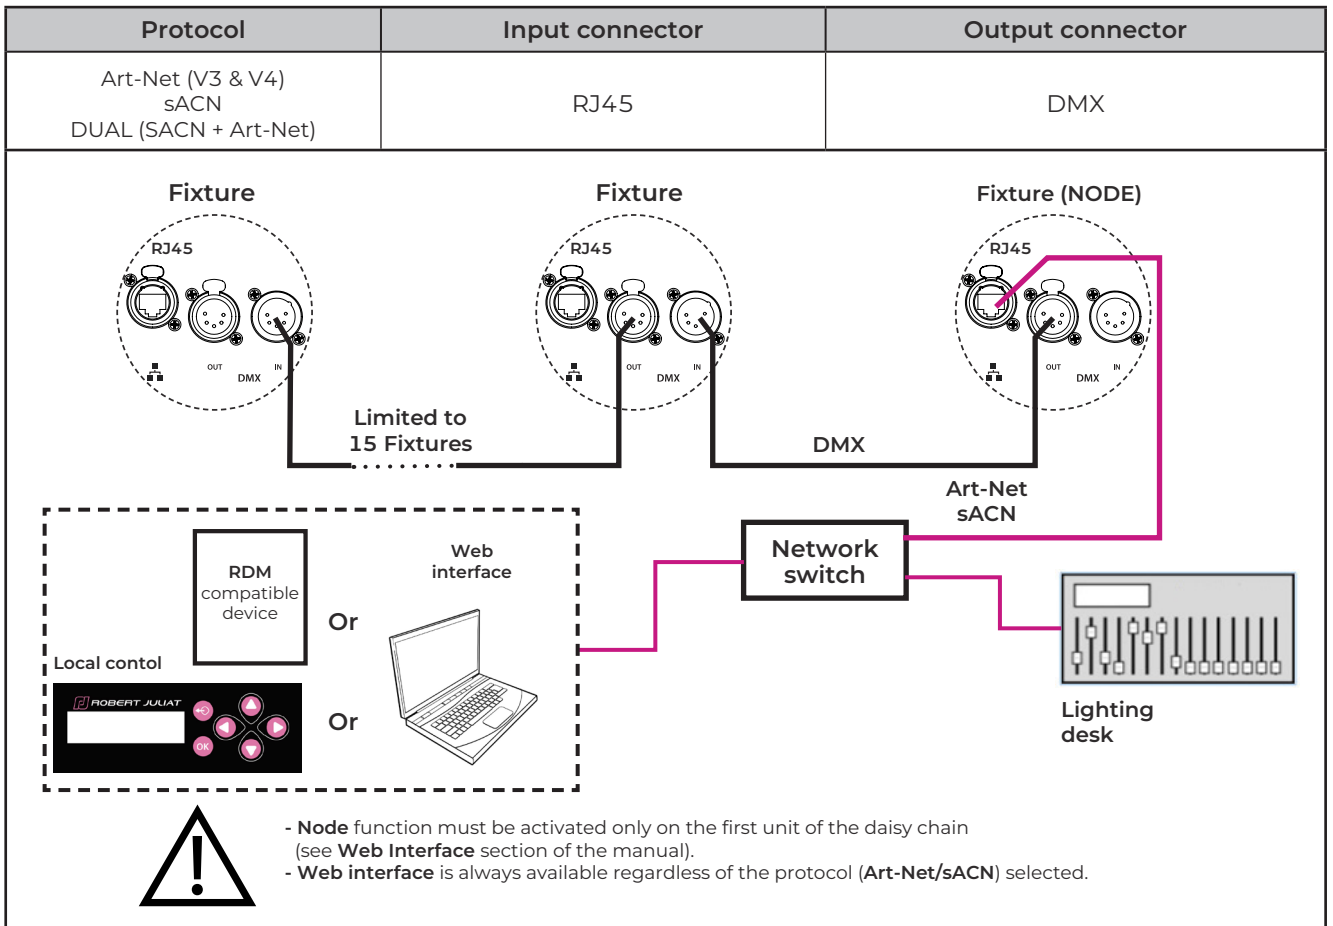 Protocol
Input connector
Output connector
Art-Net (V3 & V4)
sACN
DUAL (SACN + Art-Net)
RJ45
DMX
Fixture
Fixture
Fixture (NODE)
RJ45
RJ45
RJ45
OUT
IN
DMX
OUT
IN
DMX
OUT
IN
DMX
Limited to
15 Fixtures
DMX
Art-Net
sACN
Network
switch
RDM
compatible
device
Or
Web
interface
Local contol
ROBERT JULIAT
OK
Or
Lighting
desk
- Node function must be activated only on the first unit of the daisy chain
(see Web Interface section of the manual).
- Web interface is always available regardless of the protocol (Art-Net/sACN) selected.